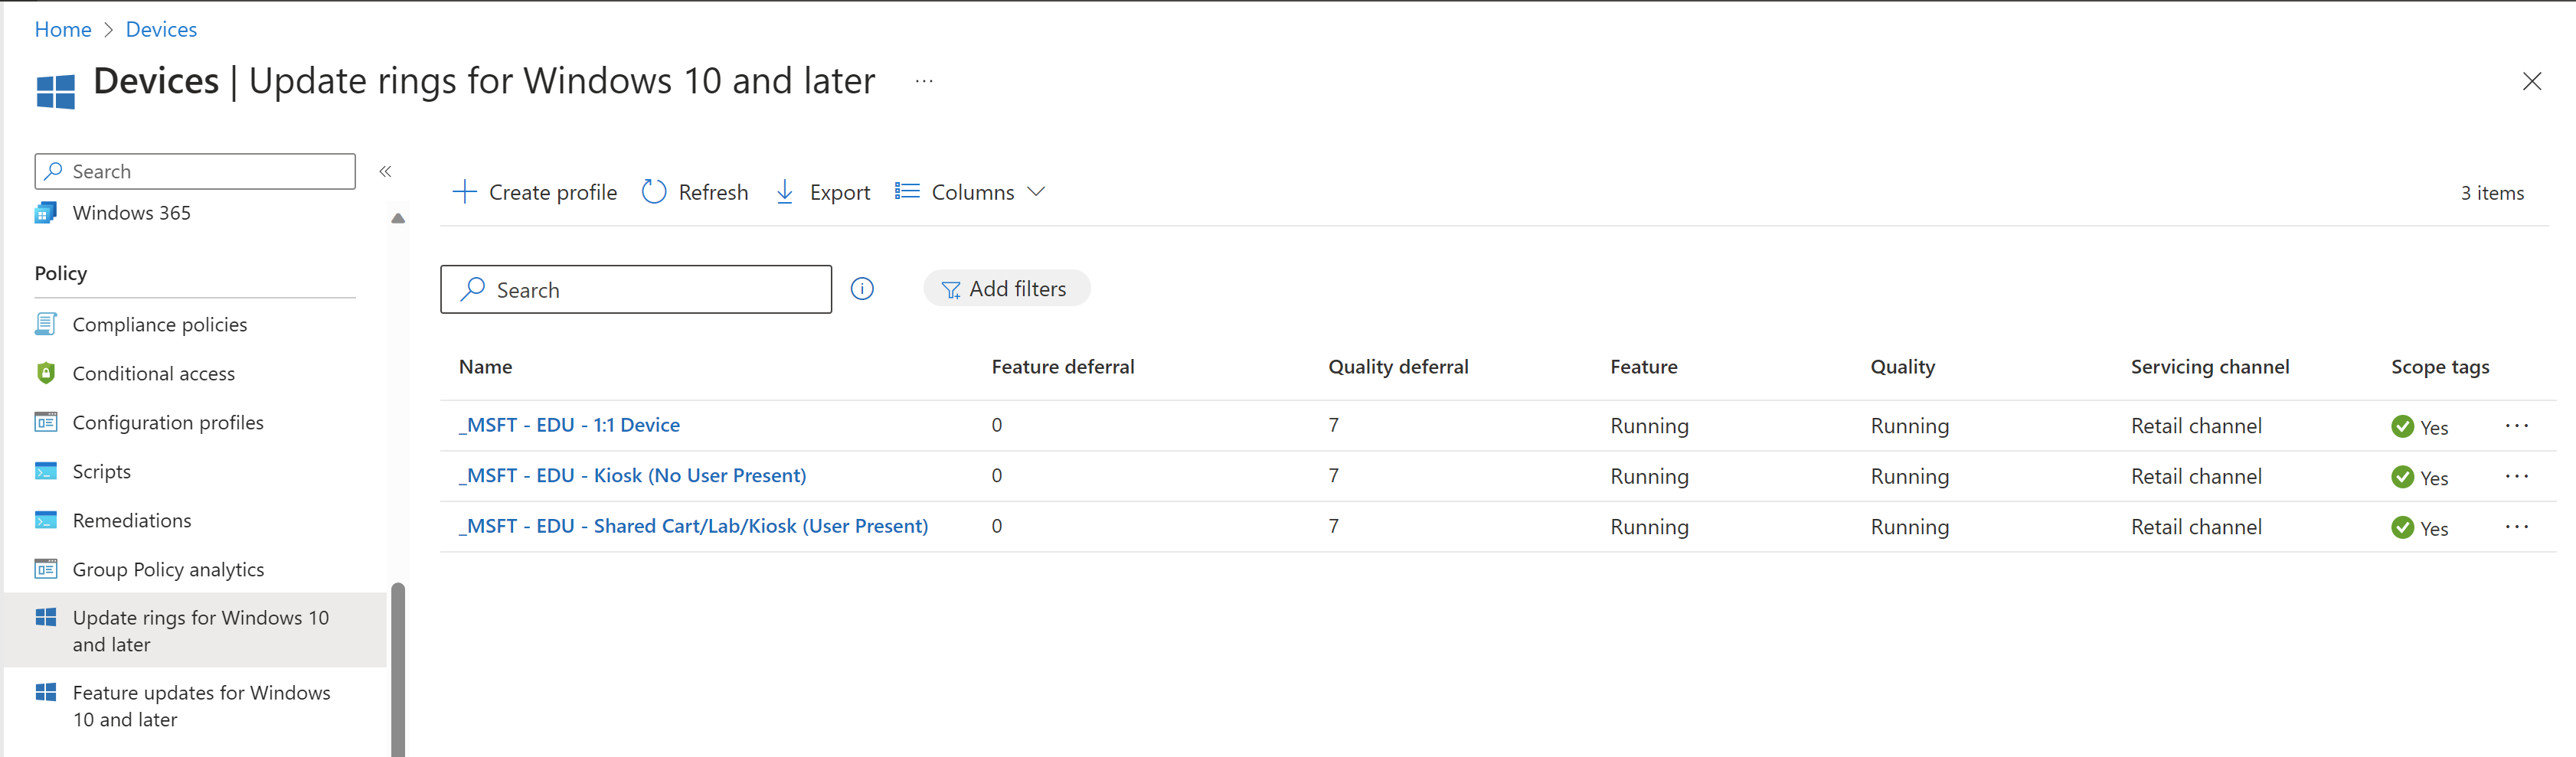 Home > Devices
Devices | Update rings for Windows 10 and later ...
Search
Windows 365
Policy
Compliance policies
Conditional access
Configuration profiles
Scripts
Remediations
Group Policy analytics
Update rings for Windows 10
and later
Feature updates for Windows
10 and later
Create profile Refresh Export Columns
3 items
Search
Add filters
Name Feature deferral Quality deferral Feature Quality Servicing channel Scope tags
_MSFT - EDU - 1:1 Device 0 7 Running Running Retail channel Yes ...
_MSFT - EDU - Kiosk (No User Present) 0 7 Running Running Retail channel Yes ...
_MSFT - EDU - Shared Cart/Lab/Kiosk (User Present) 0 7 Running Running Retail channel Yes ...